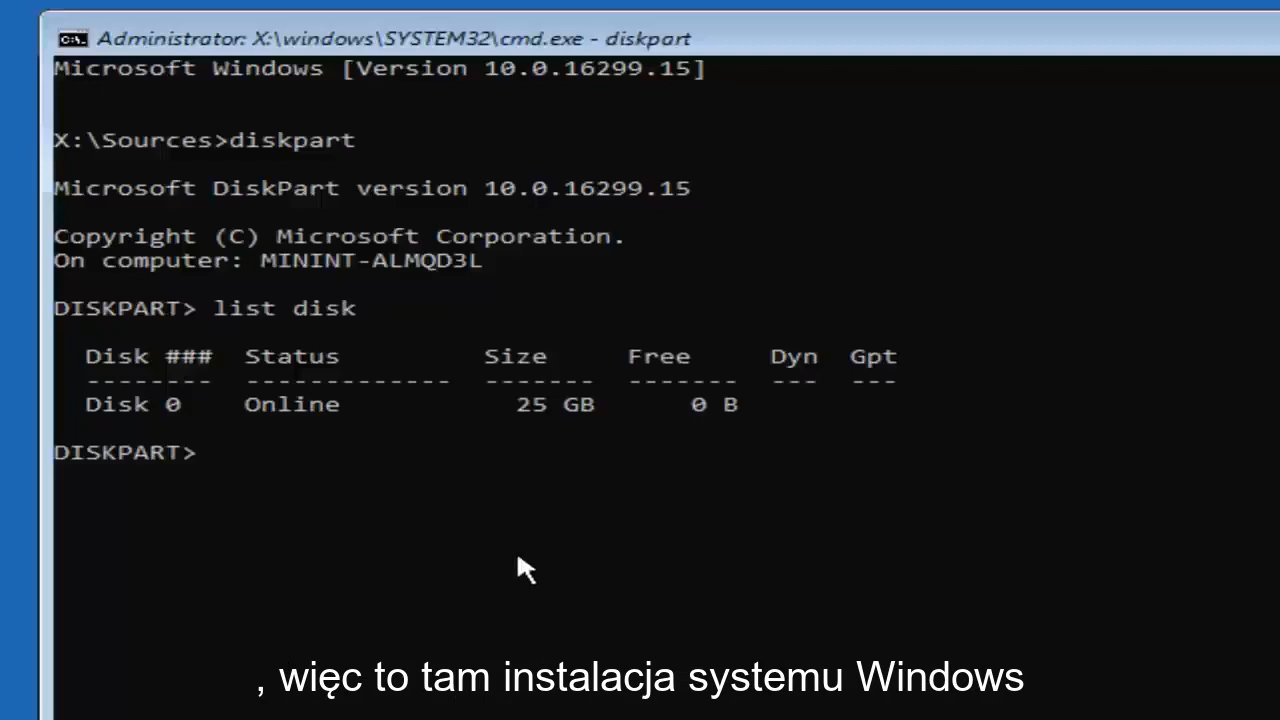 Administrator: X:\windows\SYSTEM32\cmd.exe - diskpart
Microsoft Windows [Version 10.0.16299.15]
X:\Sources>diskpart
Microsoft DiskPart version 10.0.16299.15
Copyright (C) Microsoft Corporation.
On computer: MININT-ALMQD3L
DISKPART> list disk
Disk ### Status Size Free Dyn Gpt
-------- ------------- ------- ------- --- ---
Disk 0 Online 25 GB 0 B
DISKPART>
, więc to tam instalacja systemu Windows